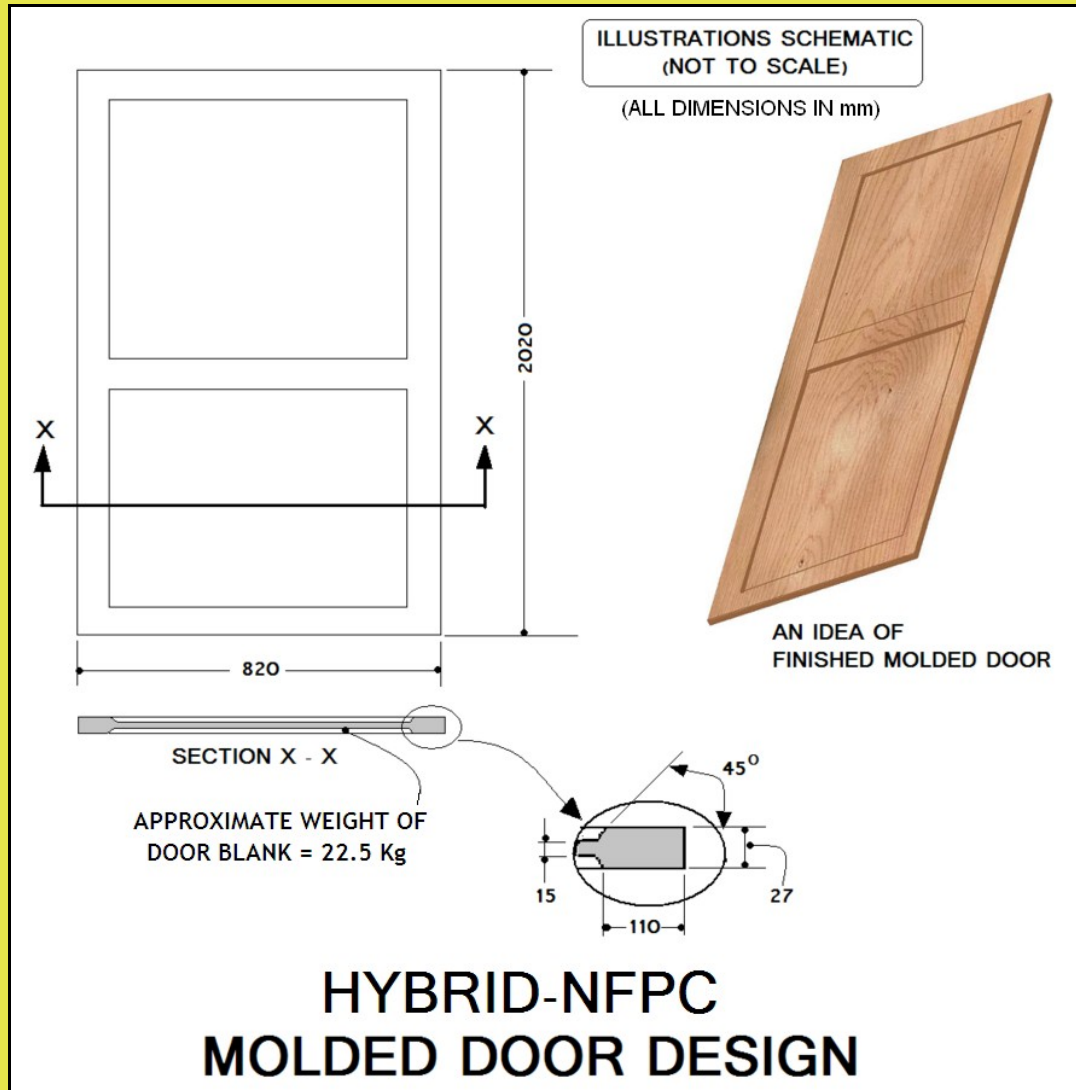 ILLUSTRATIONS SCHEMATIC
(NOT TO SCALE)
(ALL DIMENSIONS IN mm)
2020
X
X
820
AN IDEA OF
FINISHED MOLDED DOOR
SECTION X - X
APPROXIMATE WEIGHT OF
DOOR BLANK = 22.5 Kg
45°
15
27
110
HYBRID-NFPC
MOLDED DOOR DESIGN